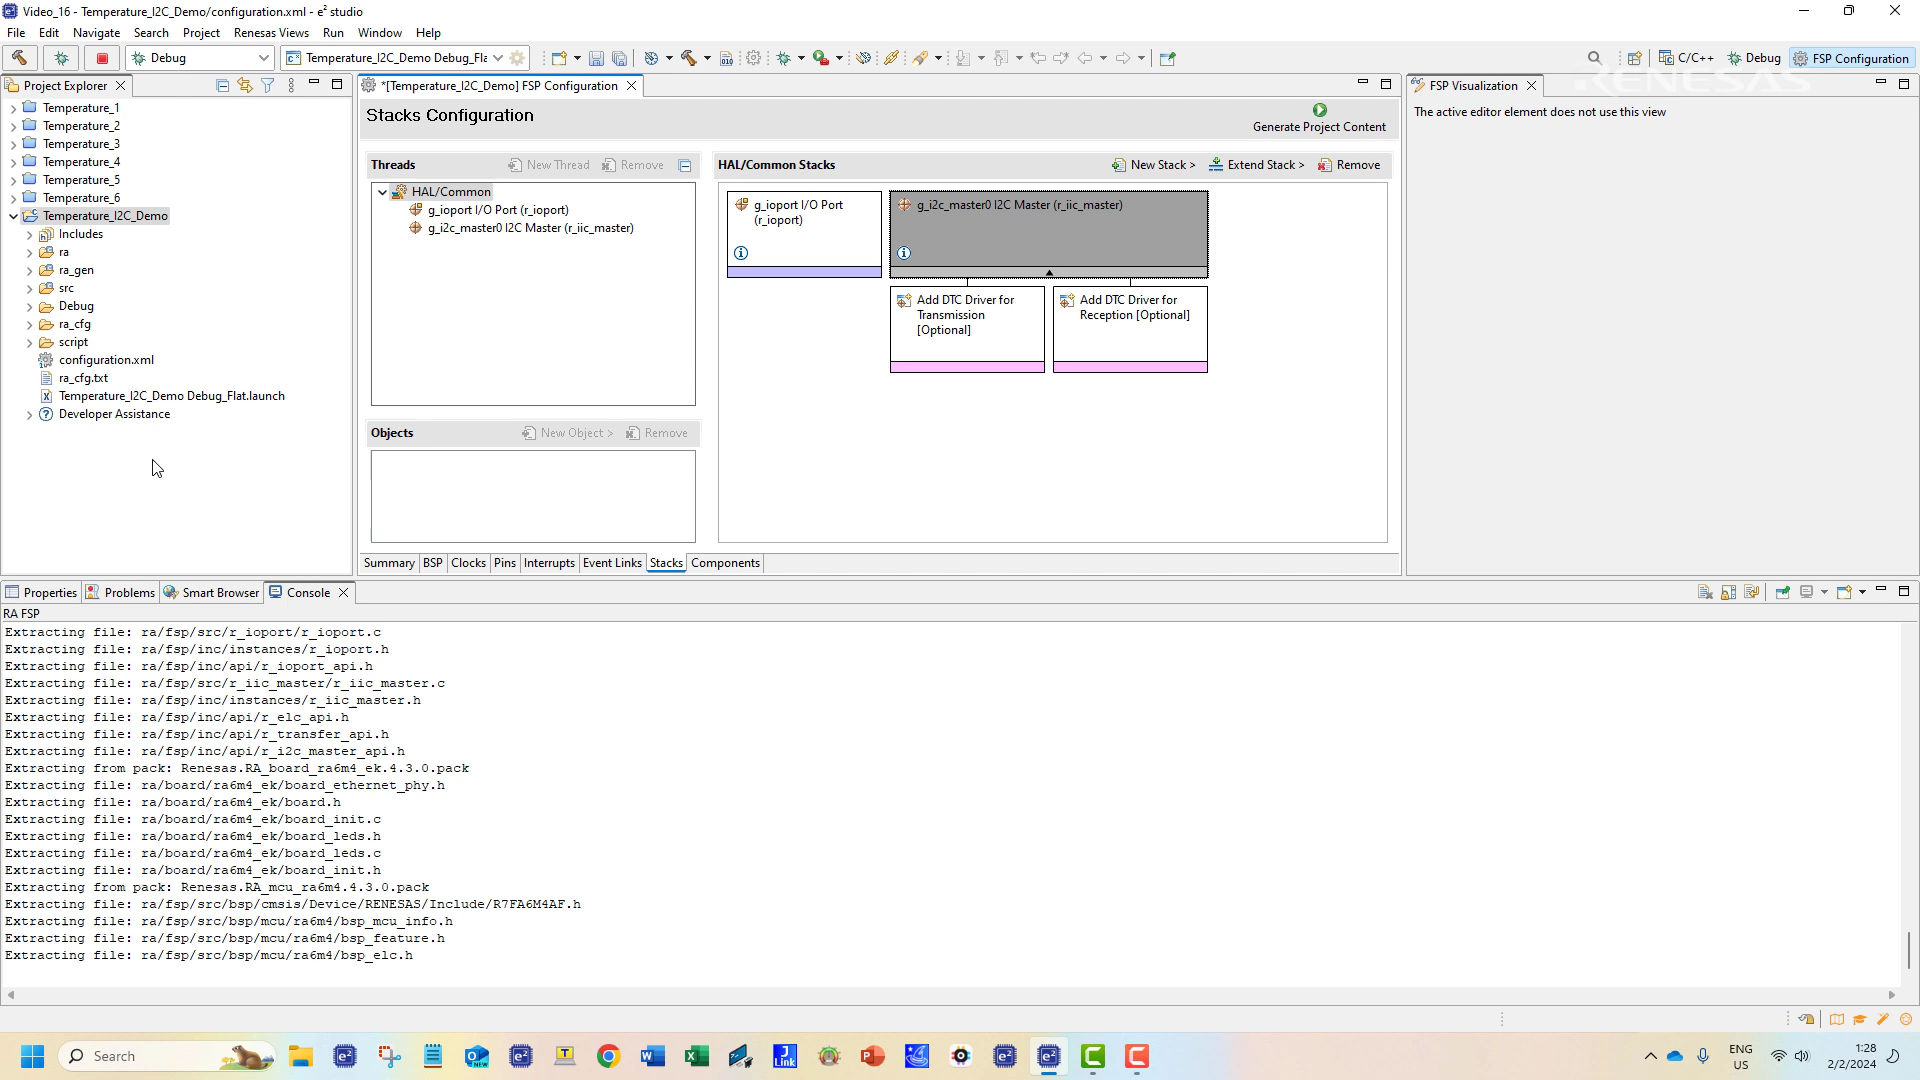 Video_16 - Temperature_I2C_Demo/configuration.xml - e² studio
File Edit Navigate Search Project Renesas Views Run Window Help
Debug
Temperature_I2C_Demo Debug_Fla
C/C++
Debug
FSP Configuration
RENESAS
Project Explorer
Temperature_1
Temperature_2
Temperature_3
Temperature_4
Temperature_5
Temperature_6
Temperature_I2C_Demo
Includes
ra
ra_gen
src
Debug
ra_cfg
script
configuration.xml
ra_cfg.txt
Temperature_I2C_Demo Debug_Flat.launch
Developer Assistance
*[Temperature_I2C_Demo] FSP Configuration
Stacks Configuration
Generate Project Content
Threads
New Thread
Remove
HAL/Common
g_ioport I/O Port (r_ioport)
g_i2c_master0 I2C Master (r_iic_master)
Objects
New Object >
Remove
HAL/Common Stacks
New Stack >
Extend Stack >
Remove
g_ioport I/O Port
(r_ioport)
g_i2c_master0 I2C Master (r_iic_master)
Add DTC Driver for
Transmission
[Optional]
Add DTC Driver for
Reception [Optional]
Summary BSP Clocks Pins Interrupts Event Links Stacks Components
FSP Visualization
The active editor element does not use this view
Properties Problems Smart Browser Console
RA FSP
Extracting file: ra/fsp/src/r_ioport/r_ioport.c
Extracting file: ra/fsp/inc/instances/r_ioport.h
Extracting file: ra/fsp/inc/api/r_ioport_api.h
Extracting file: ra/fsp/src/r_iic_master/r_iic_master.c
Extracting file: ra/fsp/inc/instances/r_iic_master.h
Extracting file: ra/fsp/inc/api/r_elc_api.h
Extracting file: ra/fsp/inc/api/r_transfer_api.h
Extracting file: ra/fsp/inc/api/r_i2c_master_api.h
Extracting from pack: Renesas.RA_board_ra6m4_ek.4.3.0.pack
Extracting file: ra/board/ra6m4_ek/board_ethernet_phy.h
Extracting file: ra/board/ra6m4_ek/board.h
Extracting file: ra/board/ra6m4_ek/board_init.c
Extracting file: ra/board/ra6m4_ek/board_leds.h
Extracting file: ra/board/ra6m4_ek/board_leds.c
Extracting file: ra/board/ra6m4_ek/board_init.h
Extracting from pack: Renesas.RA_mcu_ra6m4.4.3.0.pack
Extracting file: ra/fsp/src/bsp/cmsis/Device/RENESAS/Include/R7FA6M4AF.h
Extracting file: ra/fsp/src/bsp/mcu/ra6m4/bsp_mcu_info.h
Extracting file: ra/fsp/src/bsp/mcu/ra6m4/bsp_feature.h
Extracting file: ra/fsp/src/bsp/mcu/ra6m4/bsp_elc.h
Search
ENG
US
1:28
2/2/2024